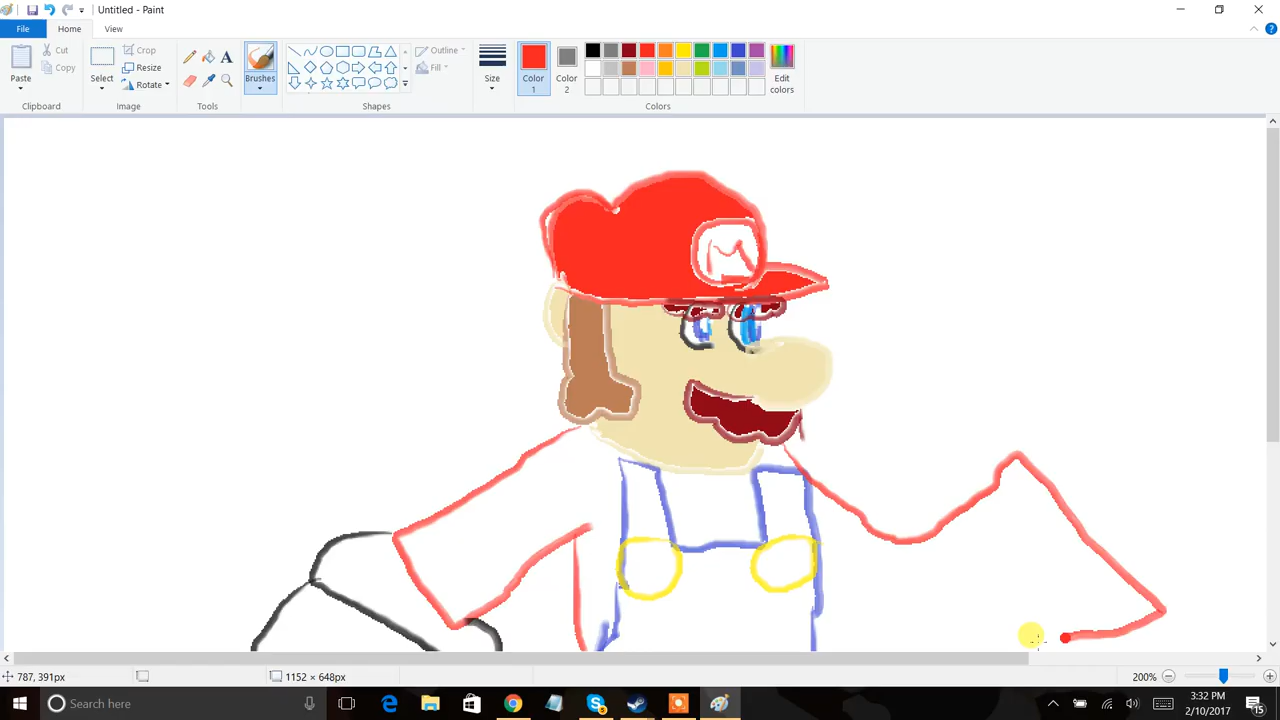 Untitled - Paint
File
Home
View
Paste
Cut
Copy
Clipboard
Select
Crop
Resize
Rotate
Image
A
Tools
Brushes
Shapes
Outline
Fill
Size
Color
1
Color
2
Edit
colors
Colors
M
787, 391px
1152 × 648px
200%
Search here
3:32 PM
2/10/2017
15